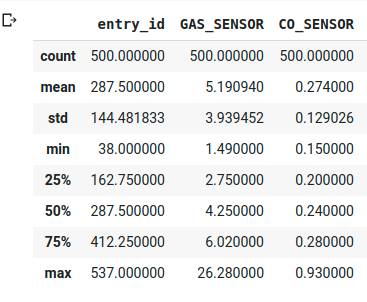 entry_id GAS_SENSOR CO_SENSOR
count 500.000000 500.000000 500.000000
mean 287.500000 5.190940 0.274000
std 144.481833 3.939452 0.129026
min 38.000000 1.490000 0.150000
25% 162.750000 2.750000 0.200000
50% 287.500000 4.250000 0.240000
75% 412.250000 6.020000 0.280000
max 537.000000 26.280000 0.930000